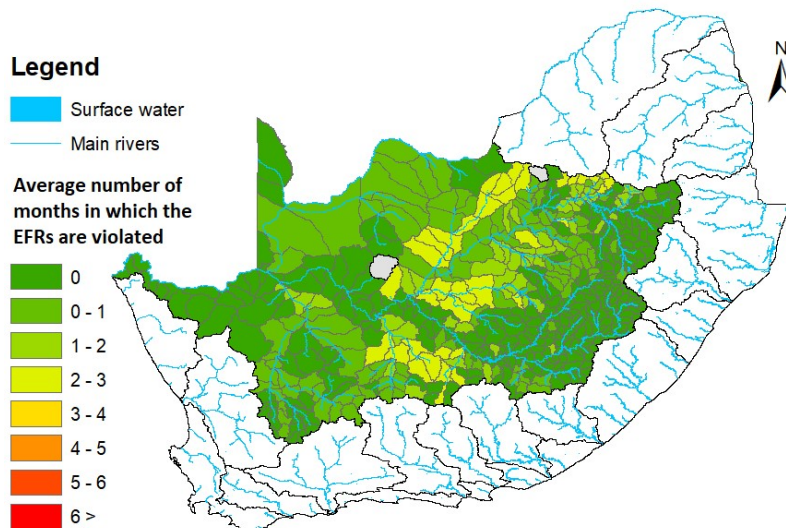 Legend
Surface water
Main rivers
Average number of
months in which the
EFRs are violated
0
0 - 1
1 - 2
2 - 3
3 - 4
4 - 5
5 - 6
6 >
N